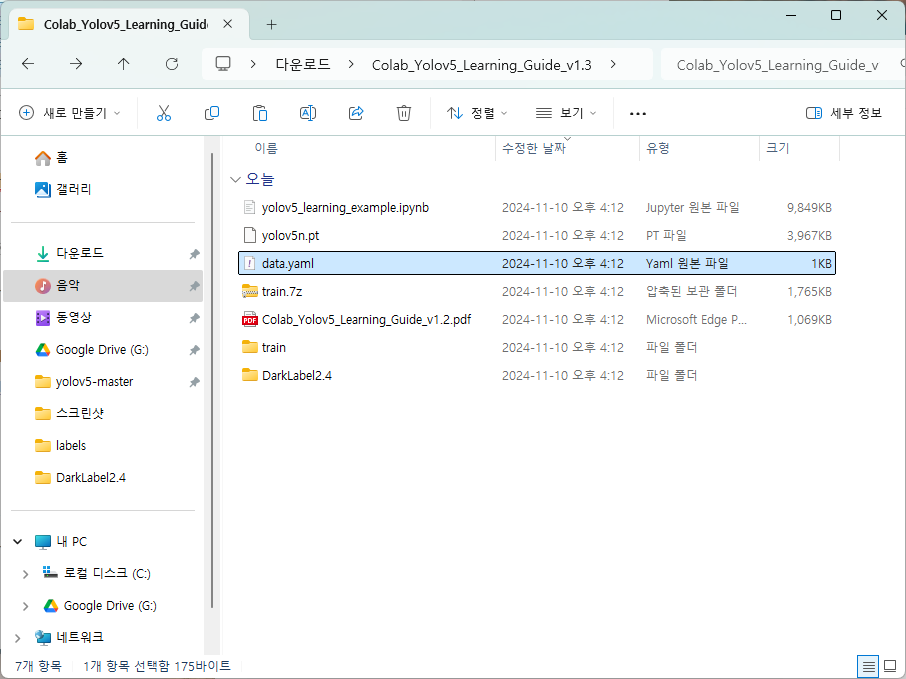 Colab_Yolov5_Learning_Guid
다운로드 Colab_Yolov5_Learning_Guide_v1.3 Colab_Yolov5_Learning_Guide_v
새로 만들기 정렬 보기 세부 정보
이름 수정한 날짜 유형 크기
홈
갤러리
다운로드
음악
동영상
Google Drive (G:)
yolov5-master
스크린샷
labels
DarkLabel2.4
내 PC
로컬 디스크 (C:)
Google Drive (G:)
네트워크
오늘
yolov5_learning_example.ipynb 2024-11-10 오후 4:12 Jupyter 원본 파일 9,849KB
yolov5n.pt 2024-11-10 오후 4:12 PT 파일 3,967KB
data.yaml 2024-11-10 오후 4:12 Yaml 원본 파일 1KB
train.7z 2024-11-10 오후 4:12 압축된 보관 폴더 1,765KB
PDF Colab_Yolov5_Learning_Guide_v1.2.pdf 2024-11-10 오후 4:12 Microsoft Edge P... 1,069KB
train 2024-11-10 오후 4:12 파일 폴더
DarkLabel2.4 2024-11-10 오후 4:12 파일 폴더
7개 항목 1개 항목 선택함 175바이트